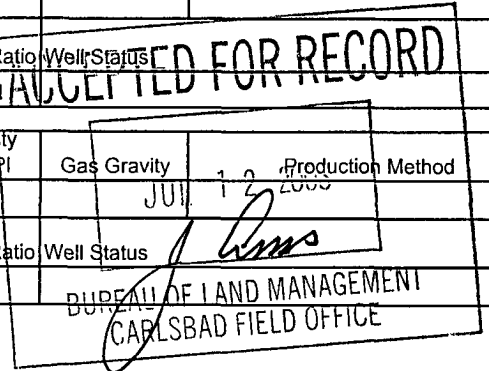 Ratio Well Status
ACCEPTED FOR RECORD
ty
PI Gas Gravity Production Method
JUL 12
Ratio Well Status
BUREAU OF LAND MANAGEMENT
CARLSBAD FIELD OFFICE